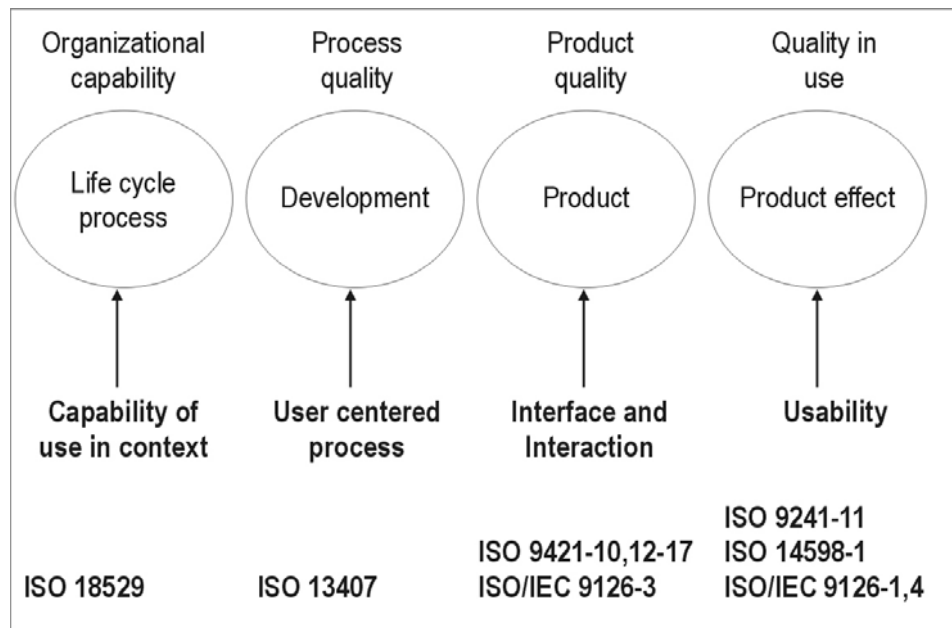 Organizational
capability
Process
quality
Product
quality
Quality in
use
Life cycle
process
Development
Product
Product effect
Capability of
use in context
User centered
process
Interface and
Interaction
Usability
ISO 18529
ISO 13407
ISO 9421-10,12-17
ISO/IEC 9126-3
ISO 9241-11
ISO 14598-1
ISO/IEC 9126-1,4